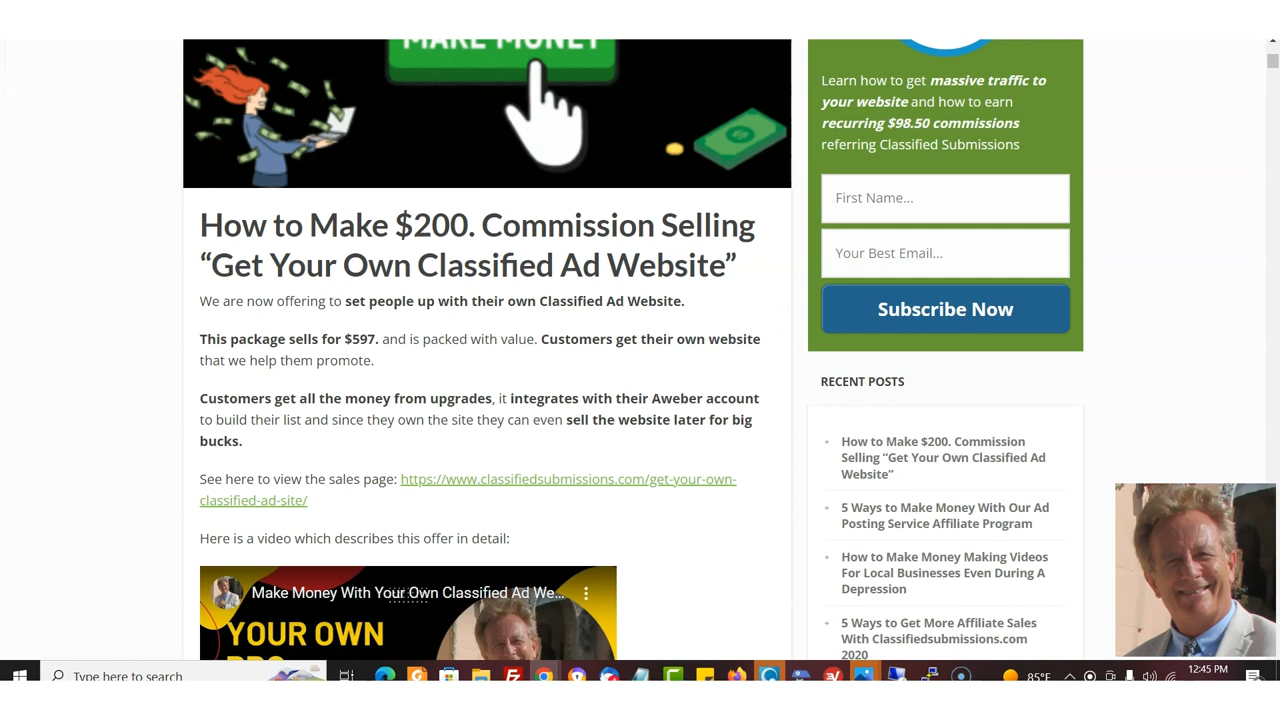 MAKE MONEY
How to Make $200. Commission Selling
“Get Your Own Classified Ad Website”
We are now offering to set people up with their own Classified Ad Website.
This package sells for $597. and is packed with value. Customers get their own website
that we help them promote.
Customers get all the money from upgrades, it integrates with their Aweber account
to build their list and since they own the site they can even sell the website later for big
bucks.
See here to view the sales page: https://www.classifiedsubmissions.com/get-your-own-
classified-ad-site/
Here is a video which describes this offer in detail:
Make Money With Your Own Classified Ad We...
YOUR OWN
Learn how to get massive traffic to
your website and how to earn
recurring $98.50 commissions
referring Classified Submissions
First Name...
Your Best Email...
Subscribe Now
RECENT POSTS
How to Make $200. Commission
Selling “Get Your Own Classified Ad
Website”
5 Ways to Make Money With Our Ad
Posting Service Affiliate Program
How to Make Money Making Videos
For Local Businesses Even During A
Depression
5 Ways to Get More Affiliate Sales
With Classifiedsubmissions.com
2020
Type here to search
85°F
12:45 PM